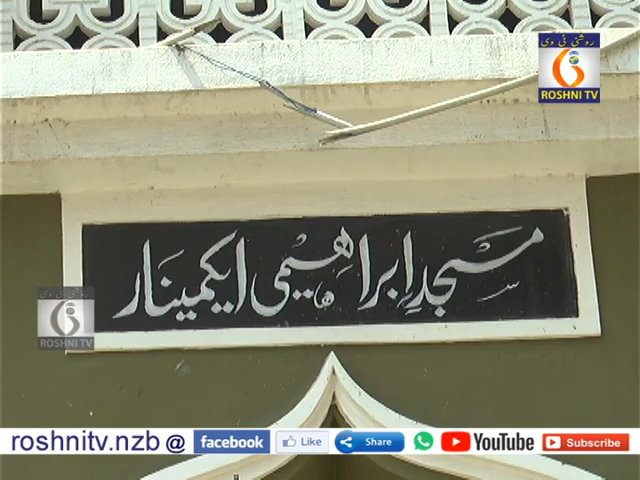 روشنی ٹی وی
ROSHNI TV
مسجدِ ابراھیمی ایکمینار
روشنی ٹی وی
ROSHNI TV
roshnitv.nzb @ facebook Like Share YouTube Subscribe